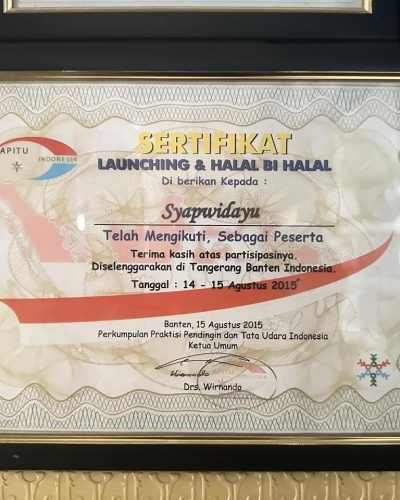 APITU
INDONESIA
SERTIFIKAT
LAUNCHING & HALAL BI HALAL
Di berikan Kepada :
Syapwidayu
Telah Mengikuti, Sebagai Peserta
Terima kasih atas partisipasinya.
Diselenggarakan di Tangerang Banten Indonesia.
Tanggal : 14 - 15 Agustus 2015
Banten, 15 Agustus 2015
Perkumpulan Praktisi Pendingin dan Tata Udara Indonesia
Ketua Umum
Drs. Wirnando